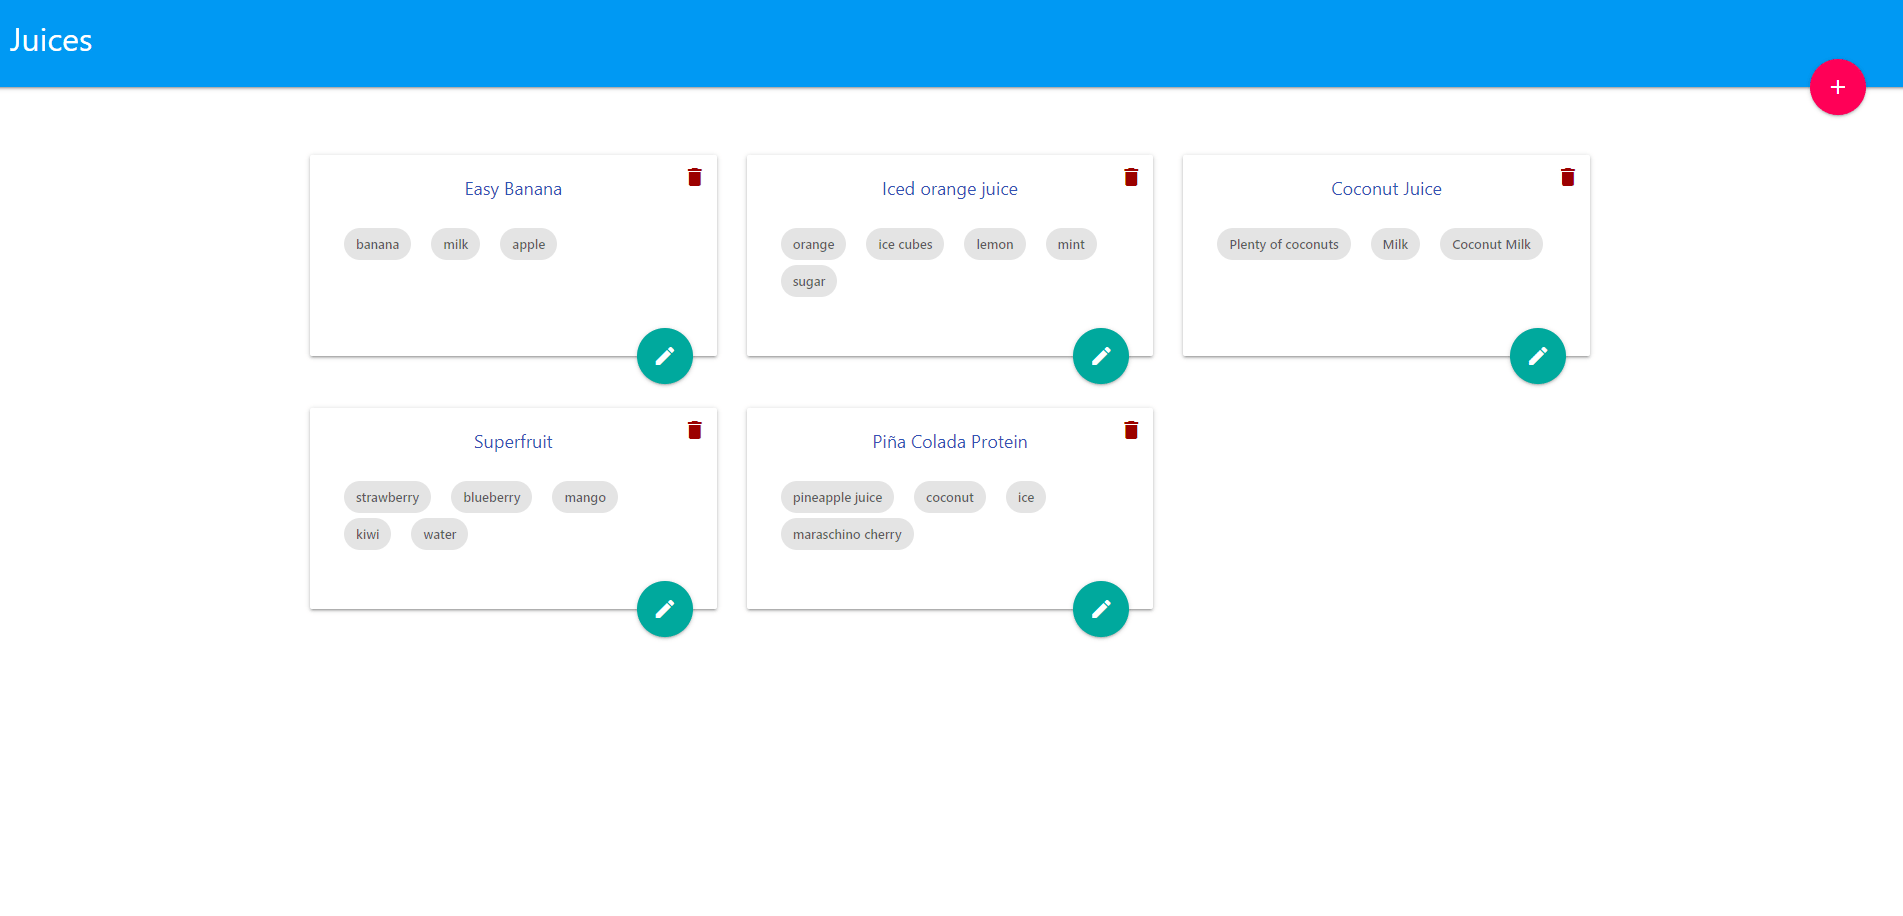 Juices
Easy Banana
banana milk apple
Iced orange juice
orange ice cubes lemon mint
sugar
Coconut Juice
Plenty of coconuts Milk Coconut Milk
Superfruit
strawberry blueberry mango
kiwi water
Piña Colada Protein
pineapple juice coconut ice
maraschino cherry